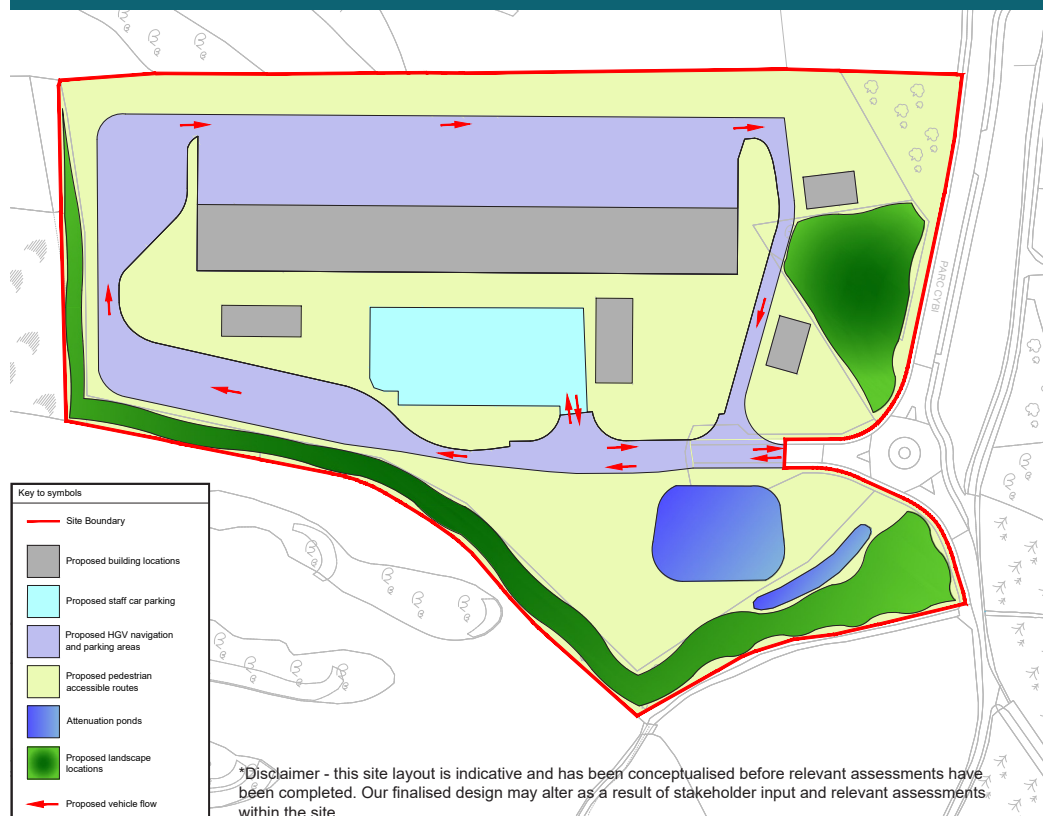 PARC CYBI
Key to symbols
Site Boundary
Proposed building locations
Proposed staff car parking
Proposed HGV navigation
and parking areas
Proposed pedestrian
accessible routes
Attenuation ponds
Proposed landscape
locations
Proposed vehicle flow
*Disclaimer - this site layout is indicative and has been conceptualised before relevant assessments have
been completed. Our finalised design may alter as a result of stakeholder input and relevant assessments
within the site